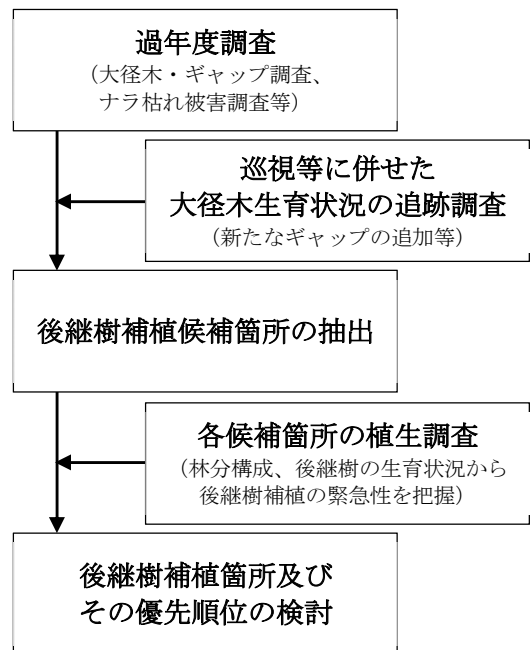 過年度調査
（大径木・ギャップ調査、
ナラ枯れ被害調査等）
巡視等に併せた
大径木生育状況の追跡調査
（新たなギャップの追加等）
後継樹補植候補箇所の抽出
各候補箇所の植生調査
（林分構成、後継樹の生育状況から
後継樹補植の緊急性を把握）
後継樹補植箇所及び
その優先順位の検討